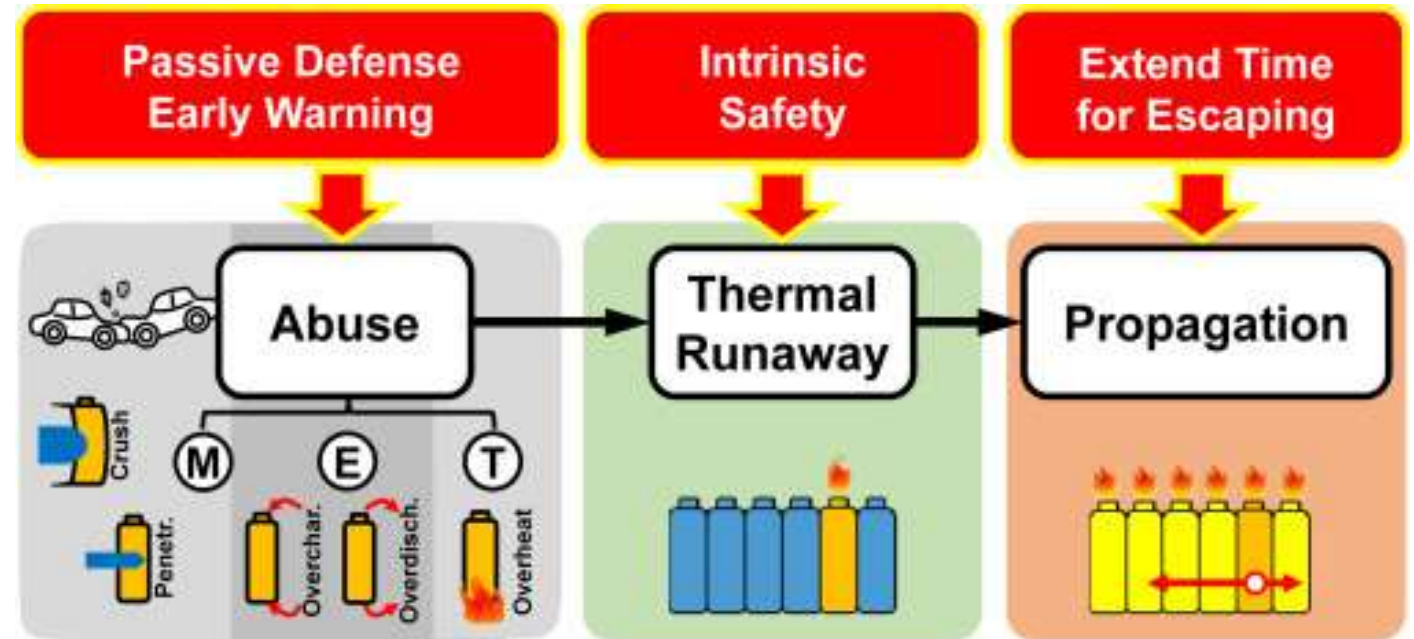 Passive Defense
Early Warning
Intrinsic
Safety
Extend Time
for Escaping
Abuse
Thermal
Runaway
Propagation
M
E
T
Crush
Penetr.
Overchar.
Overdisch.
Overheat